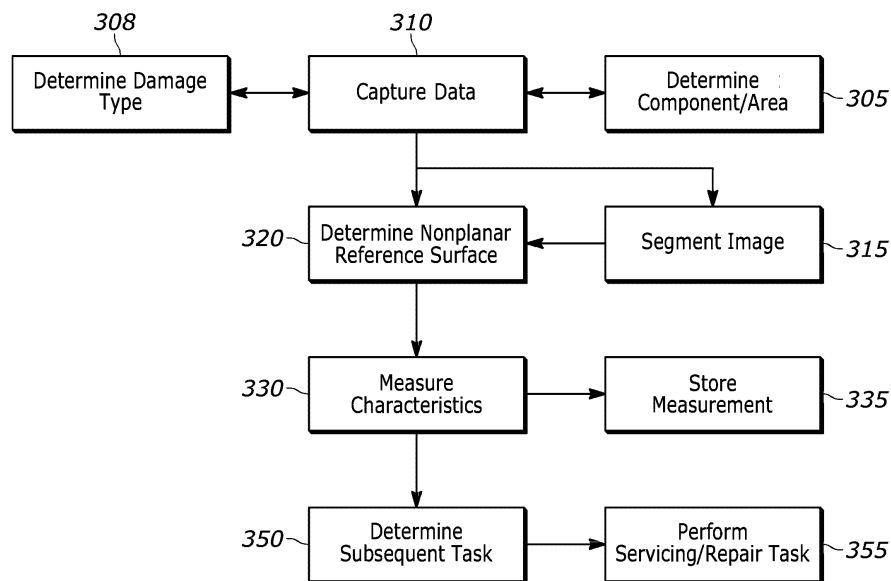 308
310
Determine Damage
Type
Capture Data
Determine
Component/Area
305
320
Determine Nonplanar
Reference Surface
Segment Image
315
330
Measure
Characteristics
Store
Measurement
335
350
Determine
Subsequent Task
Perform
Servicing/Repair Task
355